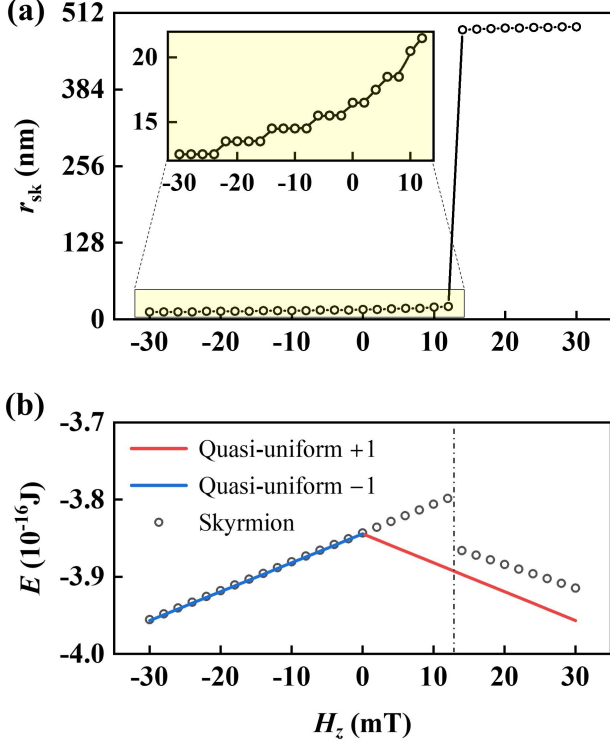 (a)
512
384
256
128
0
r_sk (nm)
20
15
-30 -20 -10 0 10
-30 -20 -10 0 10 20 30
(b)
-3.7
-3.8
-3.9
-4.0
E (10^-16 J)
Quasi-uniform +1
Quasi-uniform −1
Skyrmion
-30 -20 -10 0 10 20 30
H_z (mT)